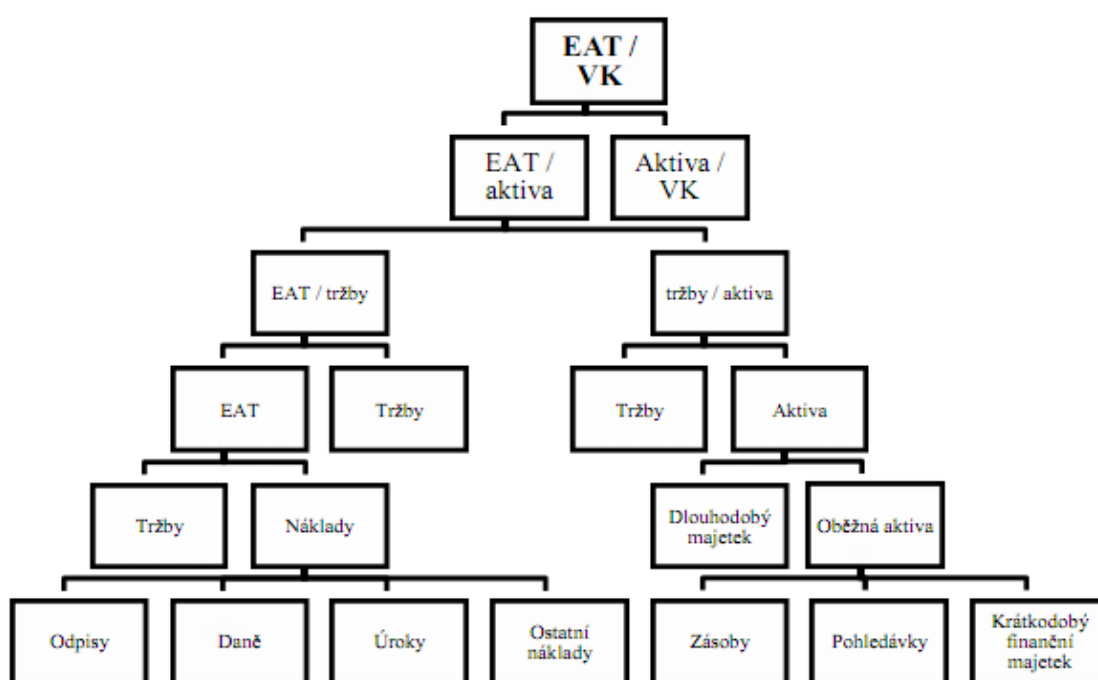 EAT /
VK
EAT /
aktiva
Aktiva /
VK
EAT / tržby
tržby / aktiva
EAT
Tržby
Tržby
Aktiva
Tržby
Náklady
Dlouhodobý
majetek
Oběžná aktiva
Odpisy
Daně
Úroky
Ostatní
náklady
Zásoby
Pohledávky
Krátkodobý
finanční
majetek